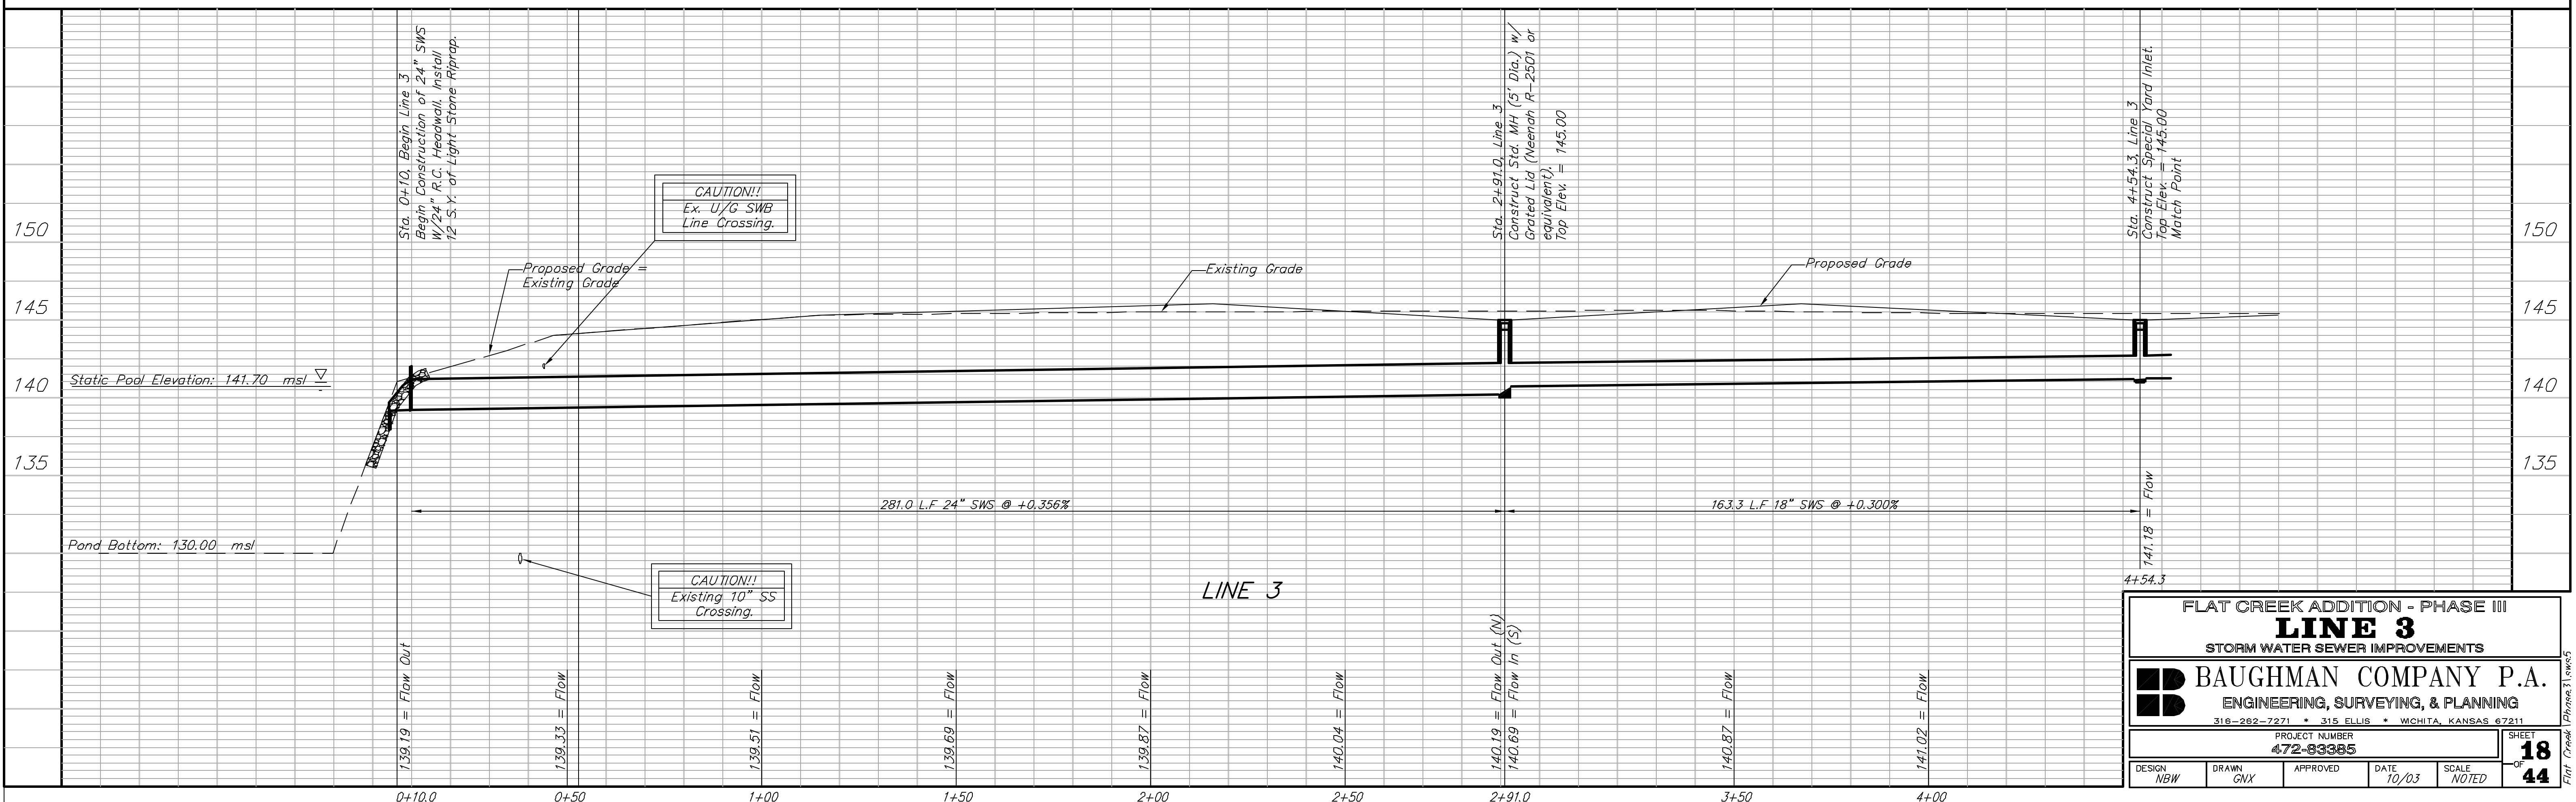 Sta. 0+10, Begin Line 3
Begin Construction of 24" SWS
W/24" R.C. Headwall. Install
12 S.Y. of Light Stone Riprap.
CAUTION!!
Ex. U/G SWB
Line Crossing.
Sta. 2+91.0, Line 3
Construct Std. MH (5' Dia.) w/
Grated Lid (Neenah R-2501 or
equivalent).
Top Elev. = 145.00
Sta. 4+54.3, Line 3
Construct Special Yard Inlet.
Top Elev. = 145.00
Match Point
150
150
Proposed Grade =
Existing Grade
Existing Grade
Proposed Grade
145
145
Static Pool Elevation: 141.70 msl
140
140
135
135
281.0 L.F 24" SWS @ +0.356%
163.3 L.F 18" SWS @ +0.300%
141.18 = Flow
4+54.3
Pond Bottom: 130.00 msl
CAUTION!!
Existing 10" SS
Crossing.
LINE 3
139.19 = Flow Out
139.33 = Flow
139.51 = Flow
139.69 = Flow
139.87 = Flow
140.04 = Flow
140.19 = Flow Out (N)
140.69 = Flow In (S)
140.87 = Flow
141.02 = Flow
0+10.0
0+50
1+00
1+50
2+00
2+50
2+91.0
3+50
4+00
FLAT CREEK ADDITION - PHASE III
LINE 3
STORM WATER SEWER IMPROVEMENTS
BAUGHMAN COMPANY P.A.
ENGINEERING, SURVEYING, & PLANNING
316-262-7271 * 315 ELLIS * WICHITA, KANSAS 67211
PROJECT NUMBER
472-83385
SHEET
18
OF
44
DESIGN
NBW
DRAWN
GNX
APPROVED
DATE
10/03
SCALE
NOTED
Flat Creek\Phase3\sws5